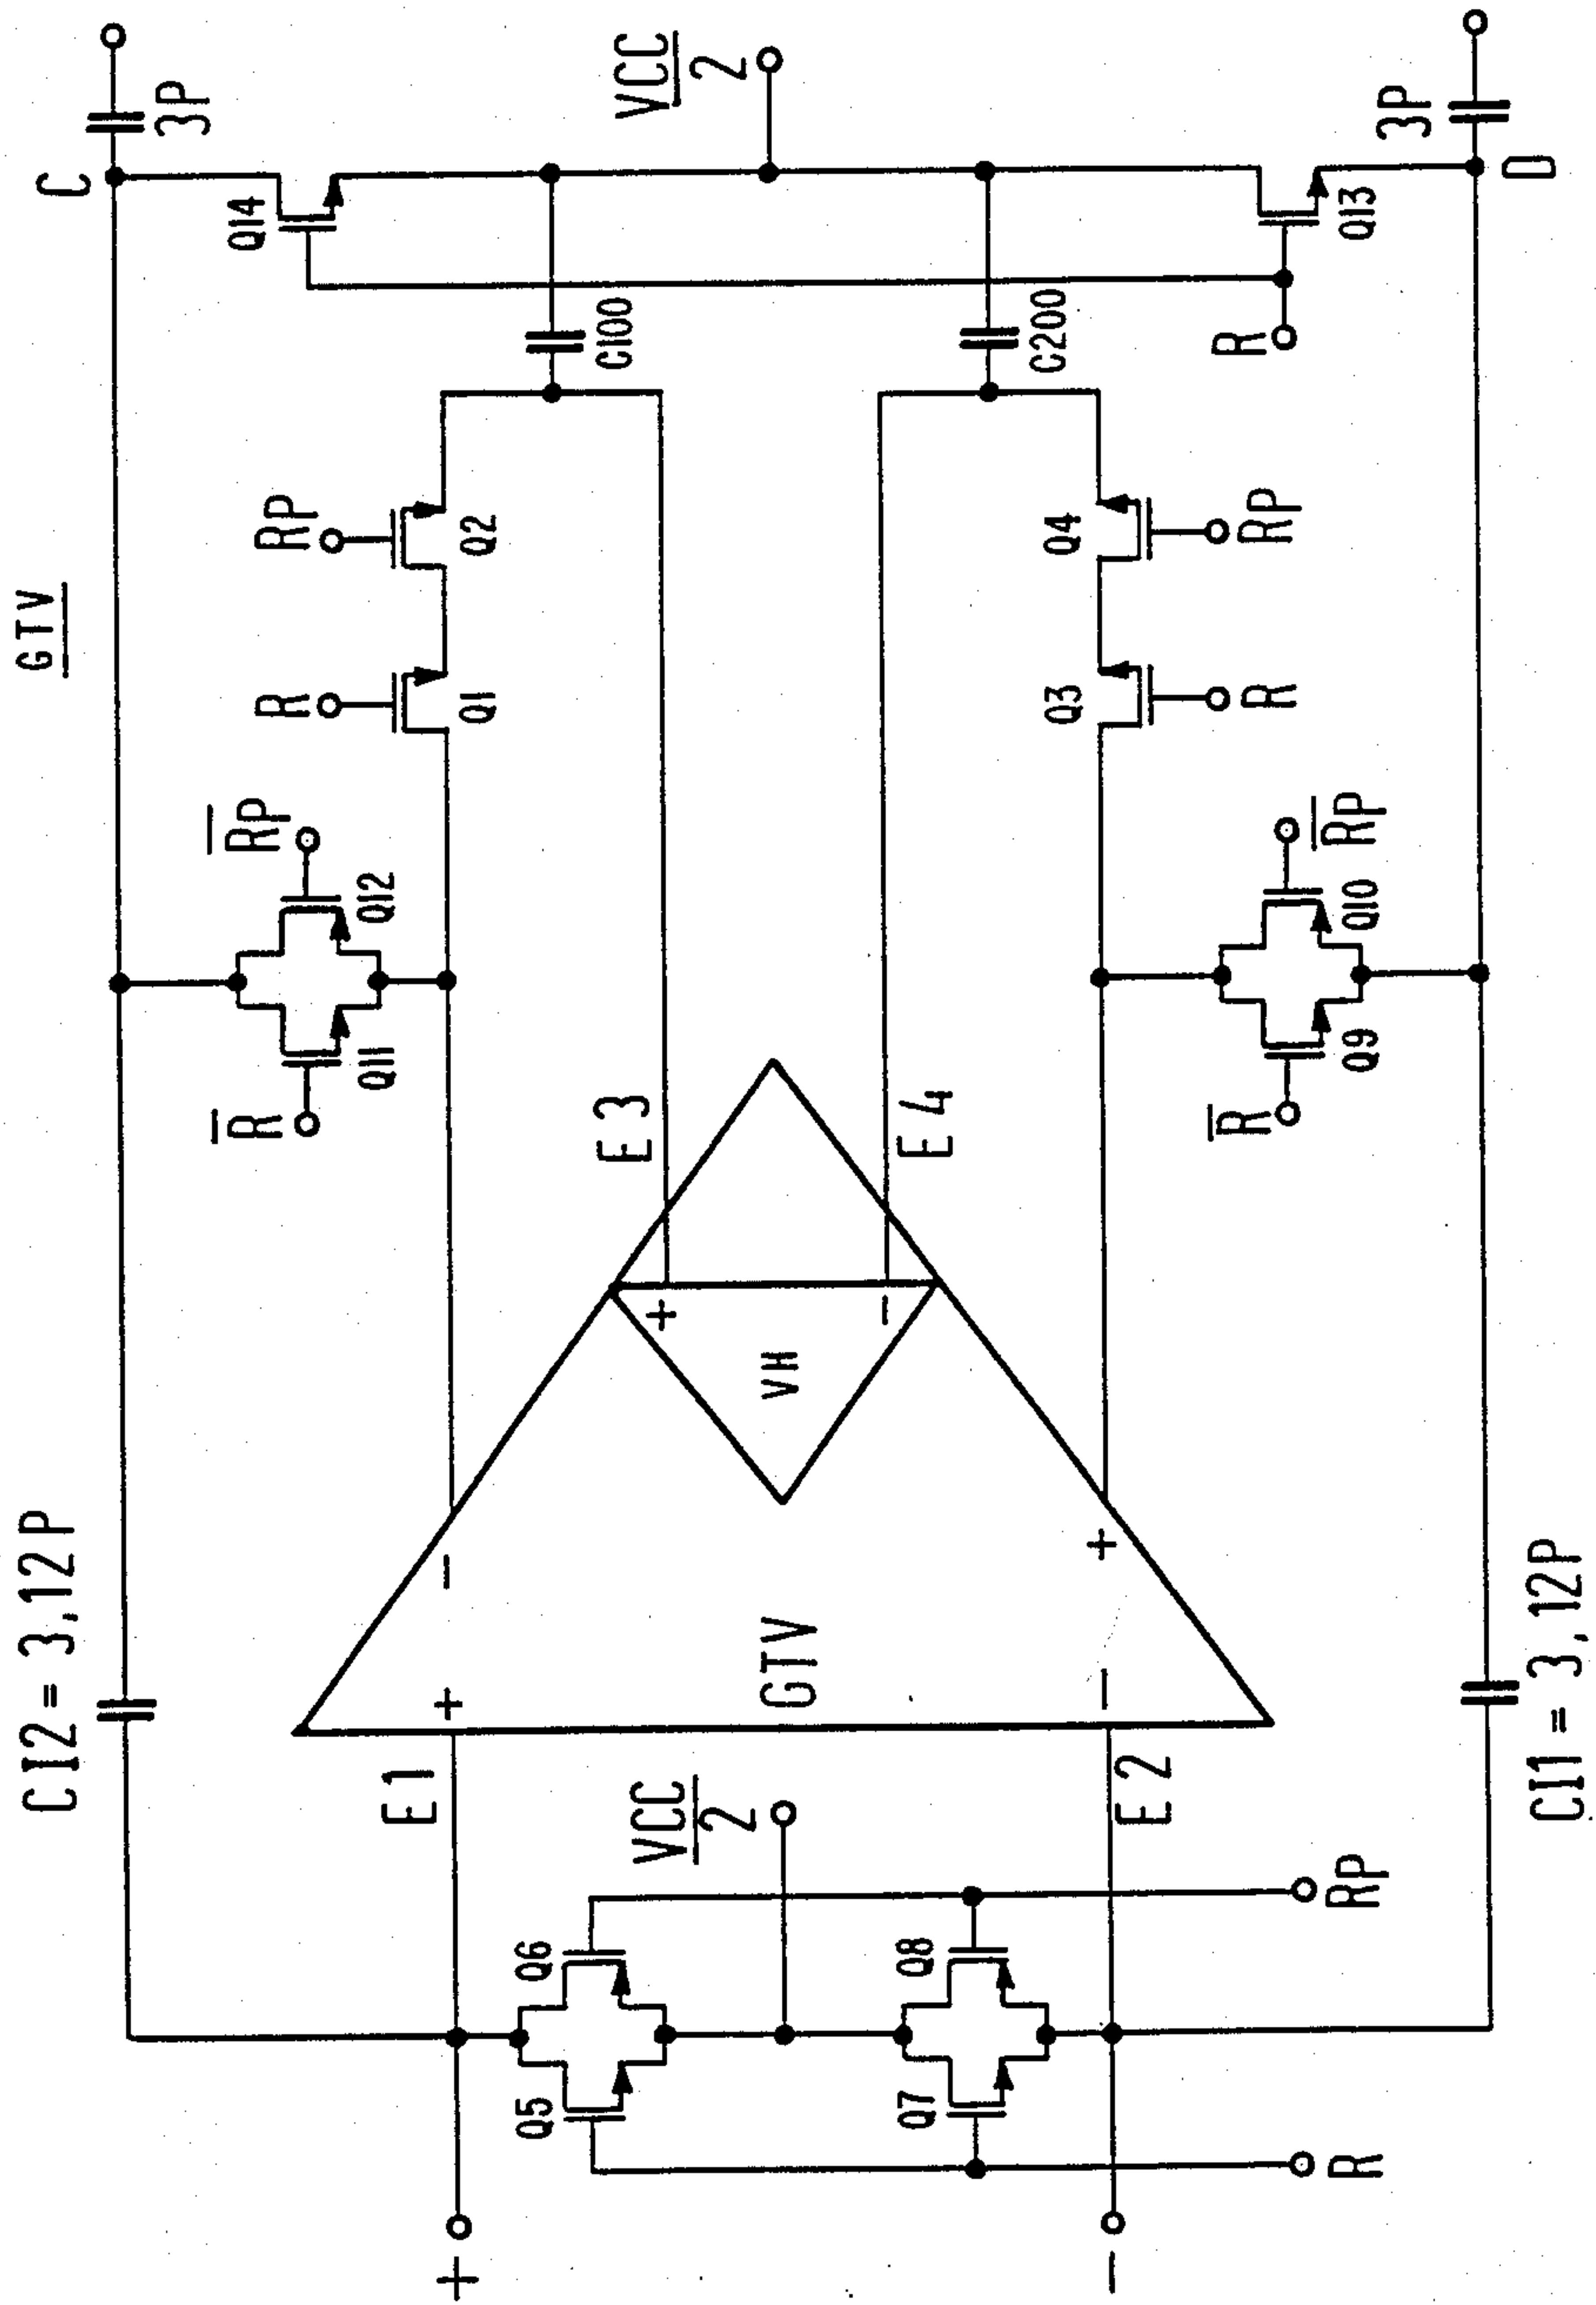 GTV
CI2 = 3,12P
C
3P
R̅
R̅P
R
RP
Q11
Q12
Q14
Q1
Q2
C100
E1
+
-
E3
+
+
Q5
Q6
VCC
2
GTV
VH
VCC
2
Q7
Q8
-
E4
C200
-
E2
-
+
Q3
Q4
R
RP
R
RP
R
Q13
R̅
R̅P
Q9
Q10
3P
D
CI1 = 3,12P